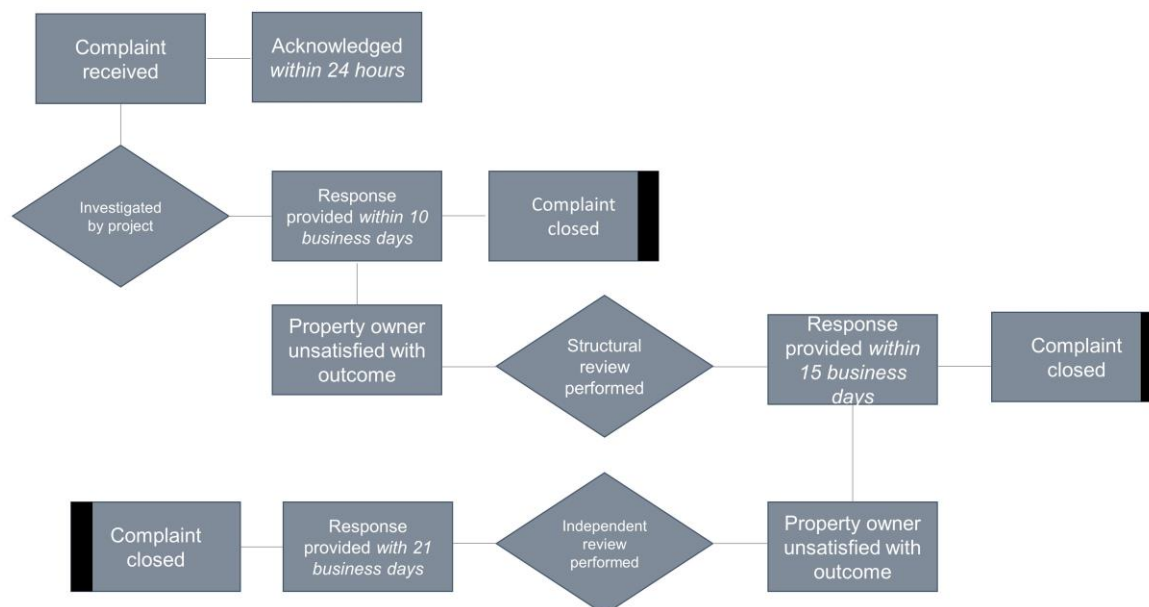 Complaint
received
Acknowledged
within 24 hours
Investigated
by project
Response
provided within 10
business days
Complaint
closed
Property owner
unsatisfied with
outcome
Structural
review
performed
Response
provided within
15 business
days
Complaint
closed
Complaint
closed
Response
provided with 21
business days
Independent
review
performed
Property owner
unsatisfied with
outcome